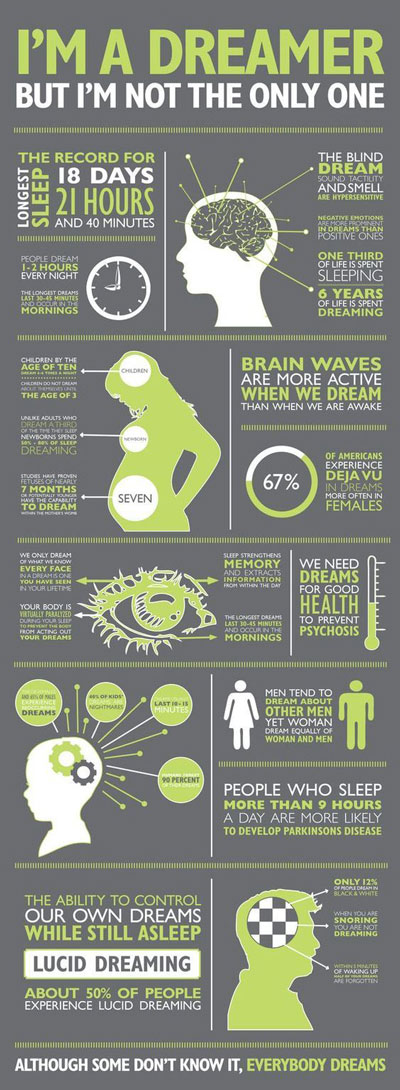 I'M A DREAMER
BUT I'M NOT THE ONLY ONE
THE RECORD FOR
LONGEST
SLEEP
18 DAYS
21 HOURS
AND 40 MINUTES
PEOPLE DREAM
1-2 HOURS
EVERY NIGHT
THE LONGEST DREAMS
LAST 30-45 MINUTES
AND OCCUR IN THE
MORNINGS
THE BLIND
DREAM
SOUND TACTILITY
AND SMELL
ARE HYPERSENSITIVE
NEGATIVE EMOTIONS
ARE MORE PROMINENT
IN DREAMS THAN
POSITIVE ONES
ONE THIRD
OF LIFE IS SPENT
SLEEPING
6 YEARS
OF LIFE IS SPENT
DREAMING
CHILDREN BY THE
AGE OF TEN
CHILDREN DO NOT DREAM
ABOUT THEMSELVES UNTIL
THE AGE OF 3
UNLIKE ADULTS WHO
DREAM A THIRD
OF THE TIME THEY SLEEP
NEWBORNS SPEND
60% - 80% OF SLEEP
DREAMING
STUDIES HAVE PROVEN
FETUSES OF NEARLY
7 MONTHS
OR POTENTIALLY YOUNGER
HAVE THE CAPABILITY
TO DREAM
WITHIN THE MOTHER'S WOMB
CHILDREN
NEWBORN
SEVEN
BRAIN WAVES
ARE MORE ACTIVE
WHEN WE DREAM
THAN WHEN WE ARE AWAKE
67%
OF AMERICANS
EXPERIENCE
DEJA VU
IN DREAMS
MORE OFTEN IN
FEMALES
WE ONLY DREAM
OF WHAT WE KNOW
EVERY FACE
IN A DREAM IS ONE
YOU HAVE SEEN
IN YOUR LIFETIME
YOUR BODY IS
VIRTUALLY PARALYZED
DURING YOUR SLEEP
TO PREVENT THE BODY
FROM ACTING OUT
YOUR DREAMS
SLEEP STRENGTHENS
MEMORY
AND EXTRACTS
INFORMATION
FROM WITHIN THE DAY
THE LONGEST DREAMS
LAST 30-45 MINUTES
AND OCCUR IN THE
MORNINGS
WE NEED
DREAMS
FOR GOOD
HEALTH
TO PREVENT
PSYCHOSIS
AND 85% OF MALES
EXPERIENCE
DREAMS
40% OF KIDS'
DREAMS ARE
NIGHTMARES
LAST 10 - 15
MINUTES
90 PERCENT
OF THEIR DREAMS
MEN TEND TO
DREAM ABOUT
OTHER MEN
YET WOMAN
DREAM EQUALLY OF
WOMAN AND MEN
PEOPLE WHO SLEEP
MORE THAN 9 HOURS
A DAY ARE MORE LIKELY
TO DEVELOP PARKINSONS DISEASE
THE ABILITY TO CONTROL
OUR OWN DREAMS
WHILE STILL ASLEEP
LUCID DREAMING
ABOUT 50% OF PEOPLE
EXPERIENCE LUCID DREAMING
ONLY 12%
OF PEOPLE DREAM IN
BLACK & WHITE
WHEN YOU ARE
SNORING
YOU ARE NOT
DREAMING
WITHIN 5 MINUTES
OF WAKING UP
HALF OF YOUR DREAMS
ARE FORGOTTEN
ALTHOUGH SOME DON'T KNOW IT, EVERYBODY DREAMS